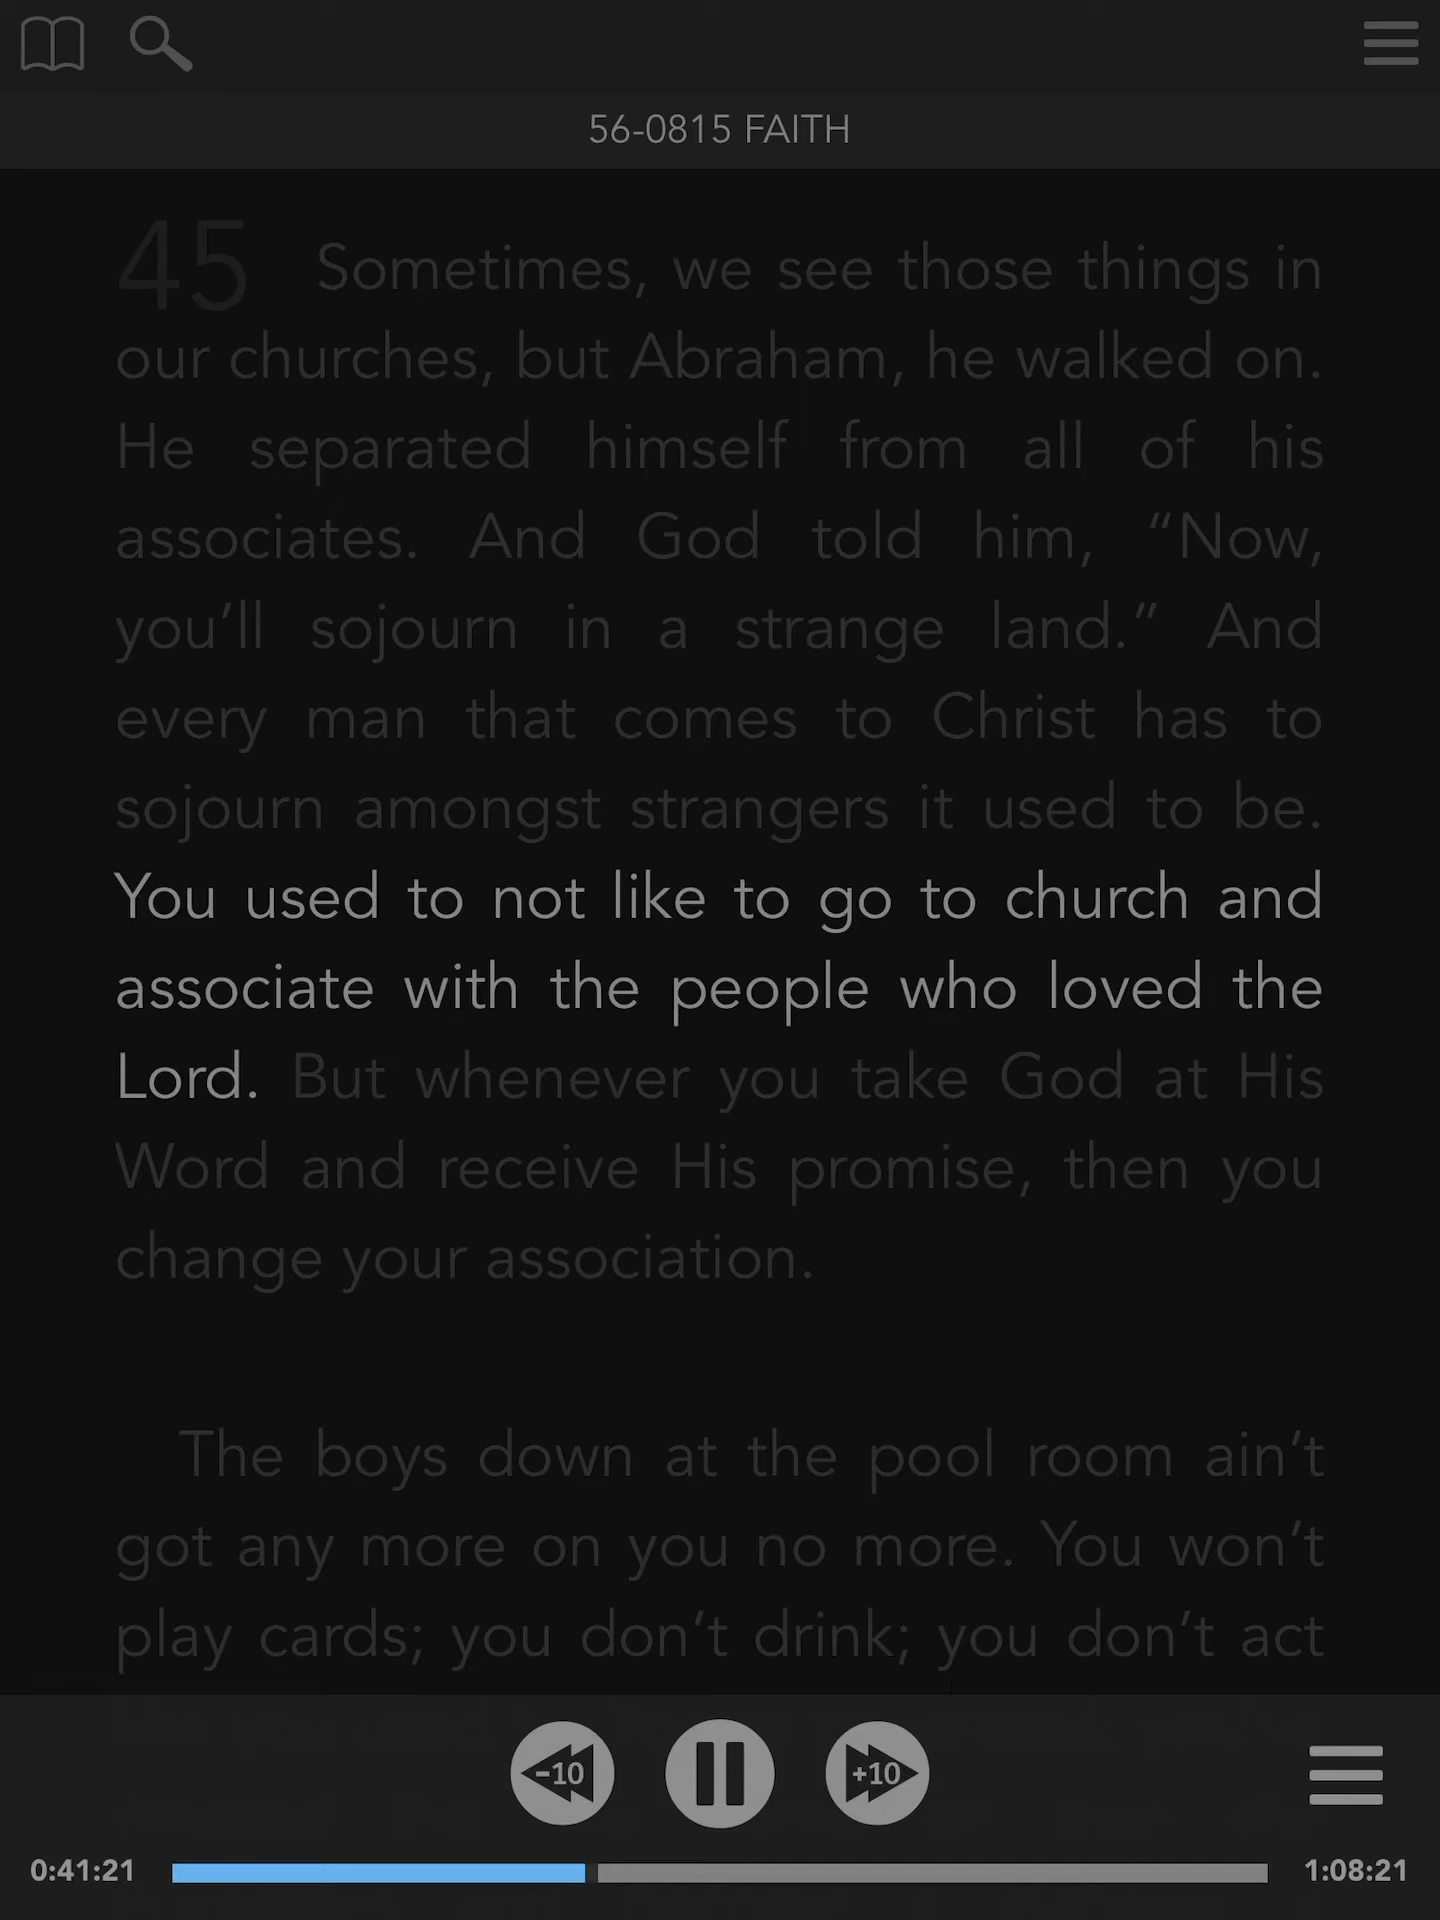 56-0815 FAITH
45 Sometimes, we see those things in
our churches, but Abraham, he walked on.
He separated himself from all of his
associates. And God told him, “Now,
you’ll sojourn in a strange land.” And
every man that comes to Christ has to
sojourn amongst strangers it used to be.
You used to not like to go to church and
associate with the people who loved the
Lord. But whenever you take God at His
Word and receive His promise, then you
change your association.
The boys down at the pool room ain’t
got any more on you no more. You won’t
play cards; you don’t drink; you don’t act
-10 +10
0:41:21 1:08:21